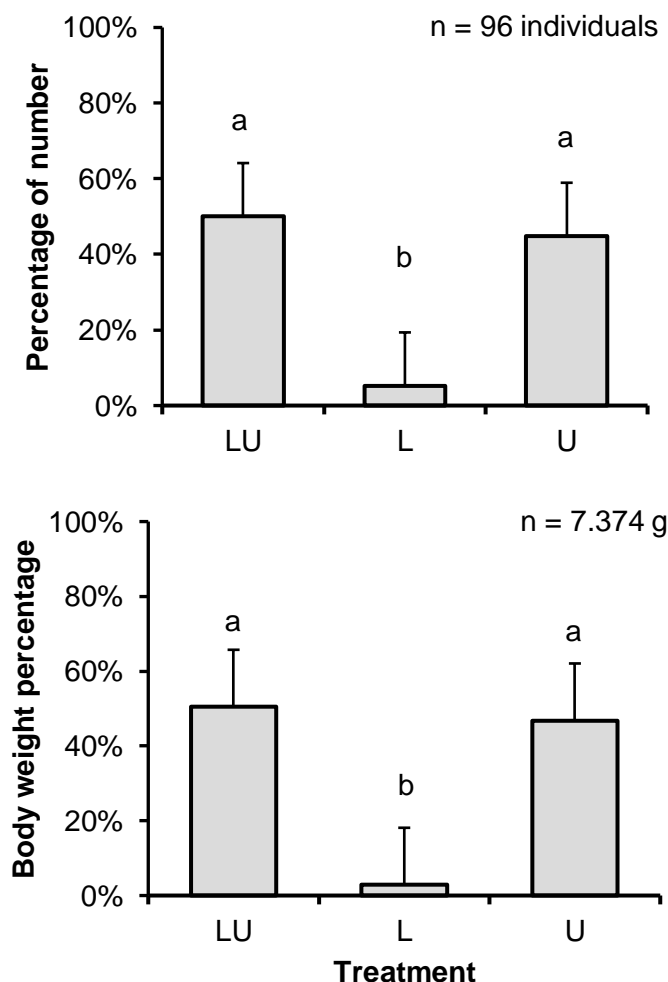 n = 96 individuals
Percentage of number
100%
80%
60%
40%
20%
0%
a
b
a
LU
L
U
n = 7.374 g
Body weight percentage
100%
80%
60%
40%
20%
0%
a
b
a
LU
L
U
Treatment